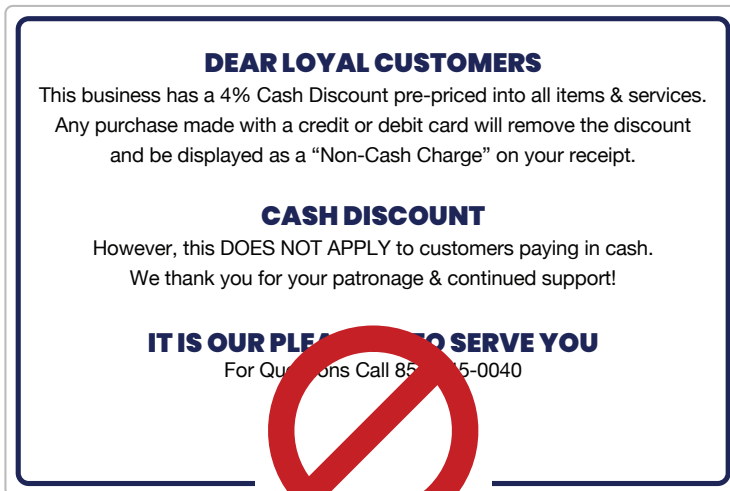 DEAR LOYAL CUSTOMERS
This business has a 4% Cash Discount pre-priced into all items & services.
Any purchase made with a credit or debit card will remove the discount
and be displayed as a “Non-Cash Charge” on your receipt.
CASH DISCOUNT
However, this DOES NOT APPLY to customers paying in cash.
We thank you for your patronage & continued support!
IT IS OUR TO SERVE YOU
For Call